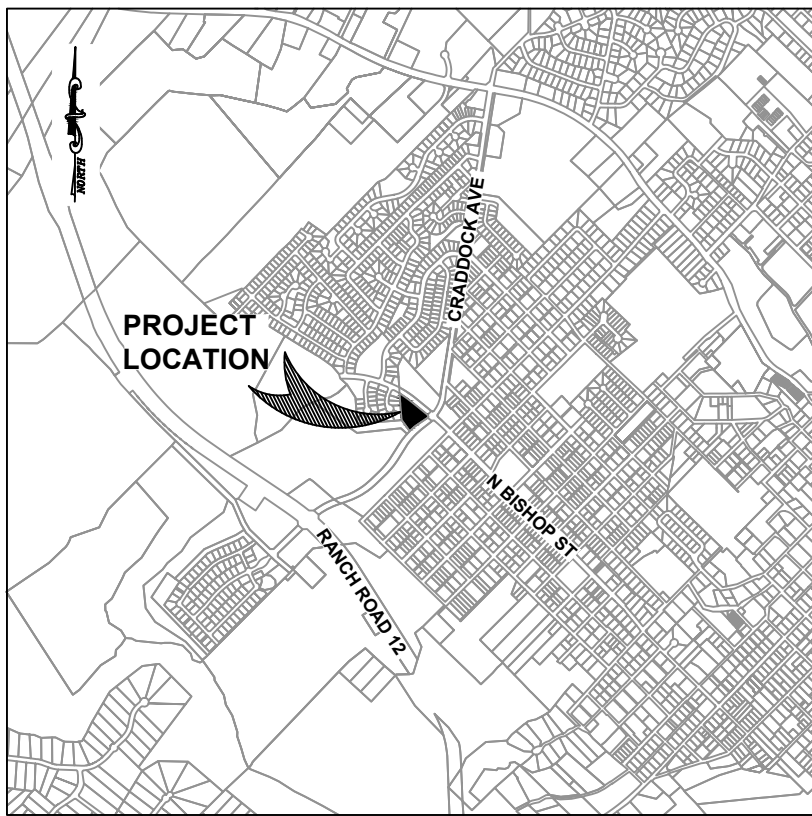 NORTH
CRADDOCK AVE
PROJECT
LOCATION
N BISHOP ST
RANCH ROAD 12